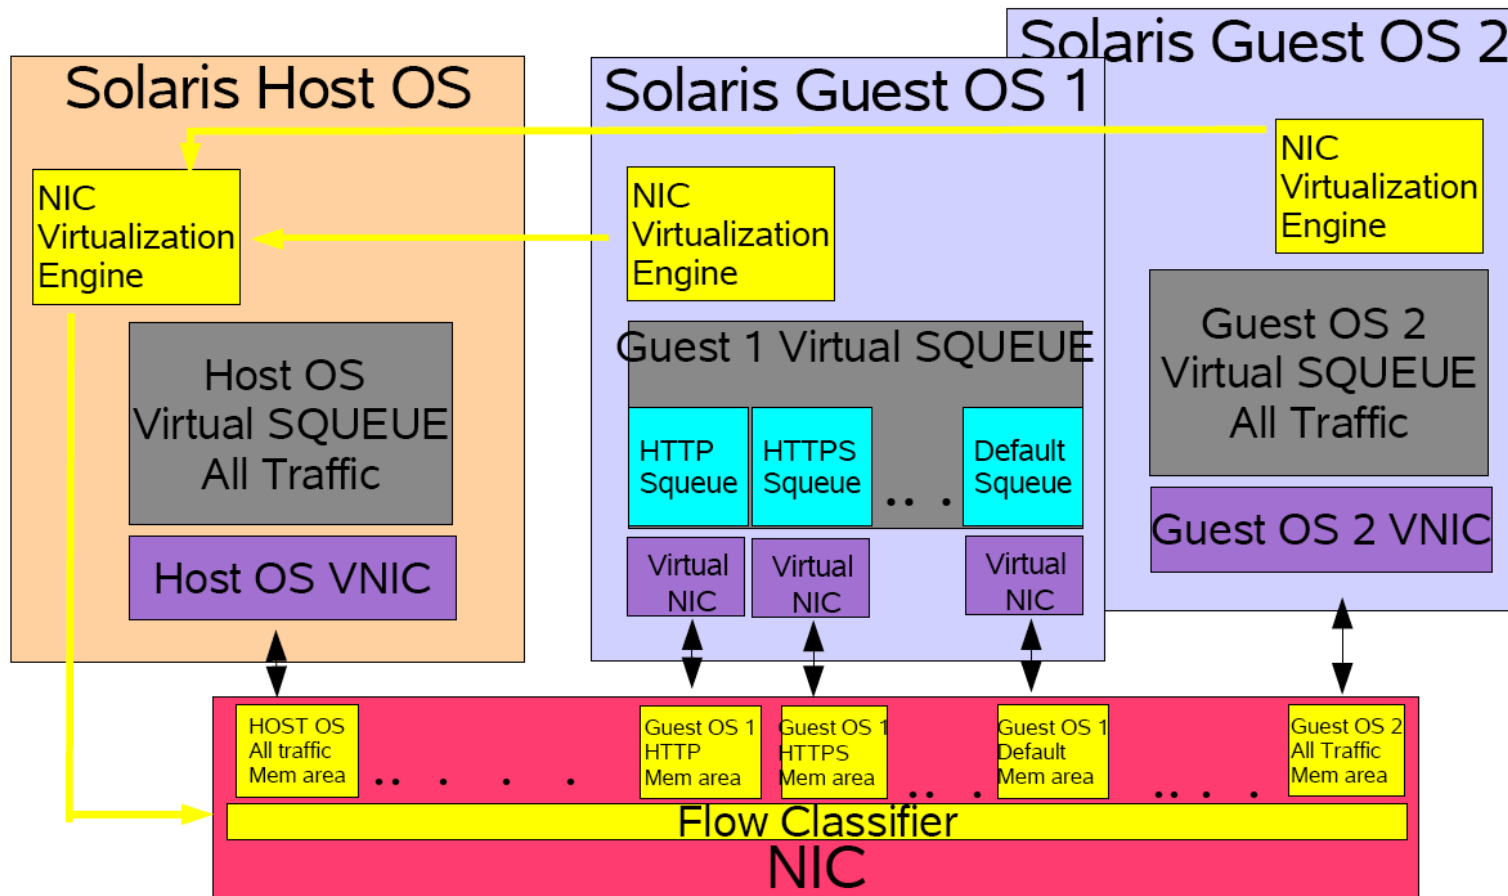 Solaris Host OS
NIC
Virtualization
Engine
Host OS
Virtual SQUEUE
All Traffic
Host OS VNIC
Solaris Guest OS 1
NIC
Virtualization
Engine
Guest 1 Virtual SQUEUE
HTTP
Squeue
HTTPS
Squeue
.. .
Default
Squeue
Virtual
NIC
Virtual
NIC
Virtual
NIC
Solaris Guest OS 2
NIC
Virtualization
Engine
Guest OS 2
Virtual SQUEUE
All Traffic
Guest OS 2 VNIC
HOST OS
All traffic
Mem area
.. . . .
Guest OS 1
HTTP
Mem area
Guest OS 1
HTTPS
Mem area
.. . .
Guest OS 1
Default
Mem area
.. . .
Guest OS 2
All Traffic
Mem area
Flow Classifier
NIC